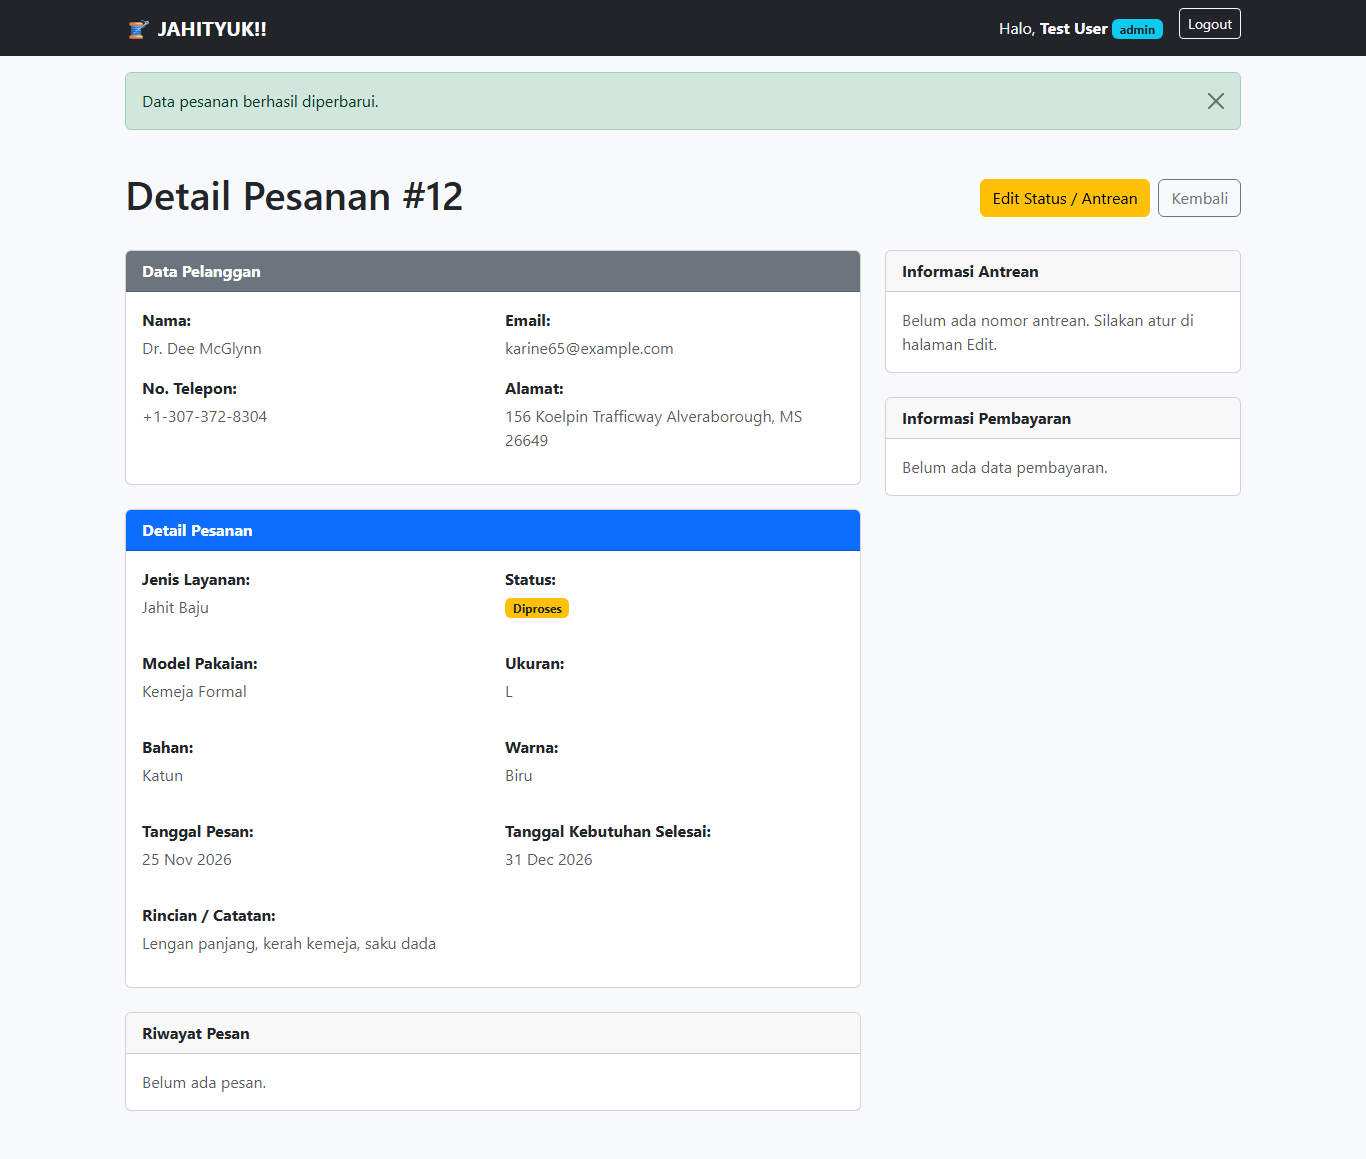 JAHITYUK!!
Halo, Test User admin
Logout
Data pesanan berhasil diperbarui.
Detail Pesanan #12
Edit Status / Antrean
Kembali
Data Pelanggan
Nama:
Dr. Dee McGlynn
Email:
karine65@example.com
No. Telepon:
+1-307-372-8304
Alamat:
156 Koelpin Trafficway Alveraborough, MS
26649
Detail Pesanan
Jenis Layanan:
Jahit Baju
Status:
Diproses
Model Pakaian:
Kemeja Formal
Ukuran:
L
Bahan:
Katun
Warna:
Biru
Tanggal Pesan:
25 Nov 2026
Tanggal Kebutuhan Selesai:
31 Dec 2026
Rincian / Catatan:
Lengan panjang, kerah kemeja, saku dada
Riwayat Pesan
Belum ada pesan.
Informasi Antrean
Belum ada nomor antrean. Silakan atur di
halaman Edit.
Informasi Pembayaran
Belum ada data pembayaran.